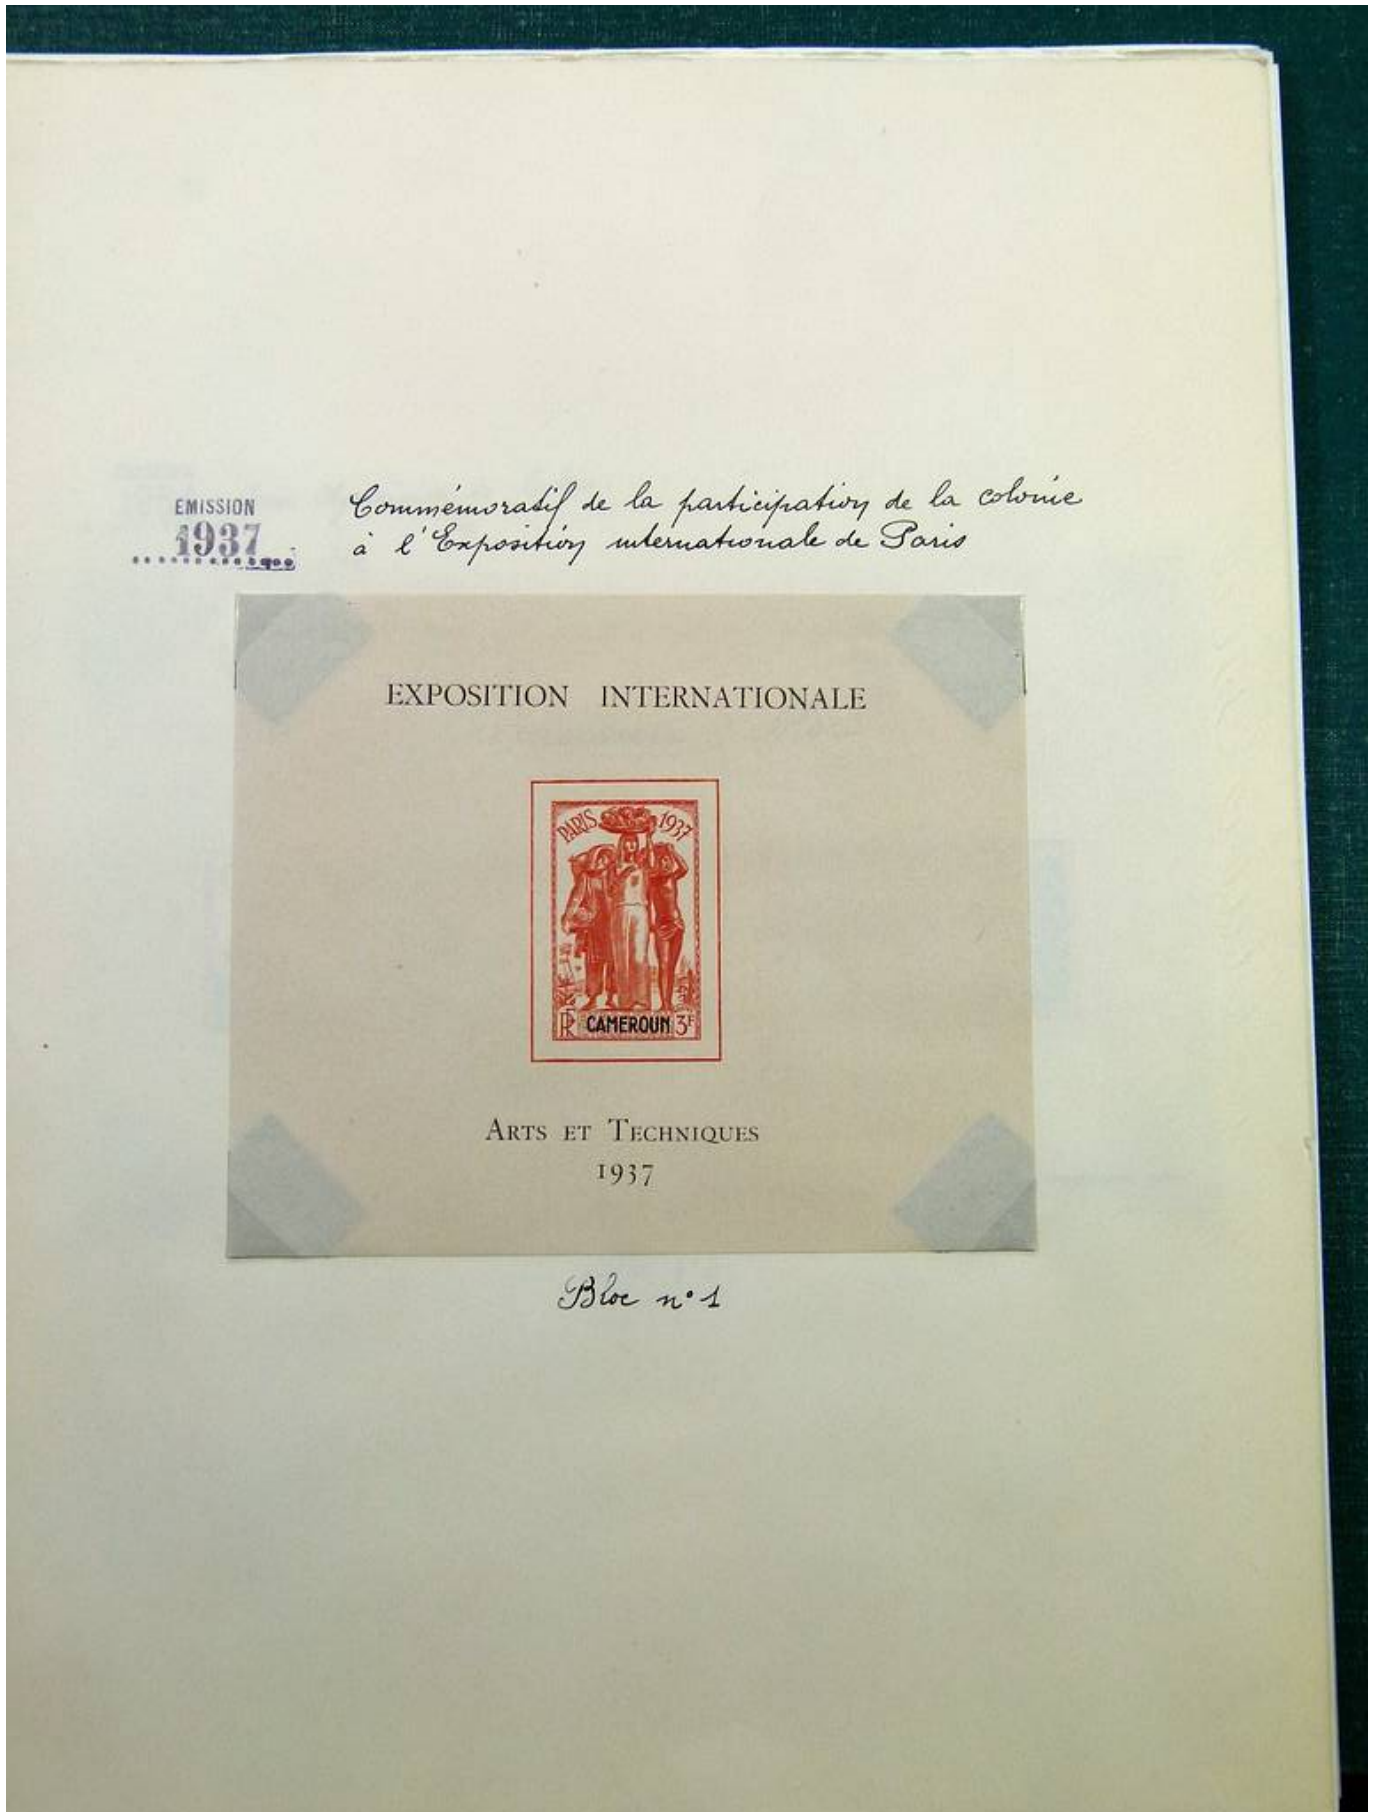 EMISSION
1937
Commémoratif de la participation de la colonie
à l'Exposition internationale de Paris
EXPOSITION INTERNATIONALE
PARIS 1937
RF CAMEROUN 3F
ARTS ET TECHNIQUES
1937
Bloc n° 1